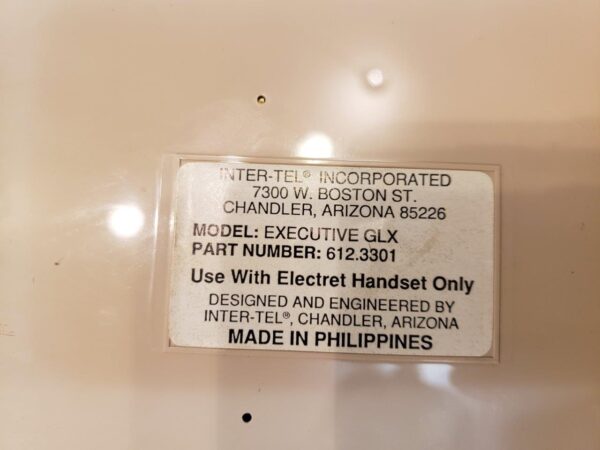 INTER-TEL® INCORPORATED
7300 W. BOSTON ST.
CHANDLER, ARIZONA 85226
MODEL: EXECUTIVE GLX
PART NUMBER: 612.3301
Use With Electret Handset Only
DESIGNED AND ENGINEERED BY
INTER-TEL®, CHANDLER, ARIZONA
MADE IN PHILIPPINES